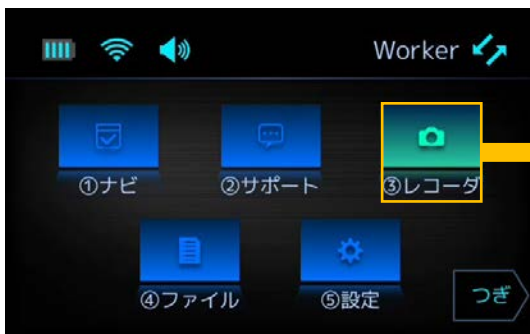 Worker
①ナビ
②サポート
③レコーダ
④ファイル
⑤設定
つぎ